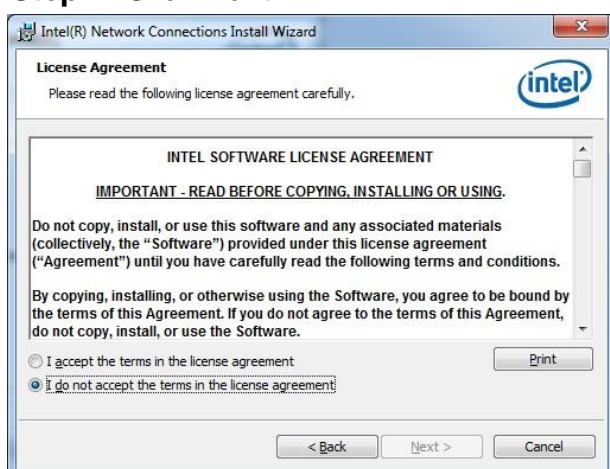 Intel(R) Network Connections Install Wizard
License Agreement
Please read the following license agreement carefully.
intel
INTEL SOFTWARE LICENSE AGREEMENT
IMPORTANT - READ BEFORE COPYING, INSTALLING OR USING.
Do not copy, install, or use this software and any associated materials
(collectively, the “Software”) provided under this license agreement
(“Agreement”) until you have carefully read the following terms and conditions.
By copying, installing, or otherwise using the Software, you agree to be bound by
the terms of this Agreement. If you do not agree to the terms of this Agreement,
do not copy, install, or use the Software.
I accept the terms in the license agreement
Print
I do not accept the terms in the license agreement
< Back
Next >
Cancel